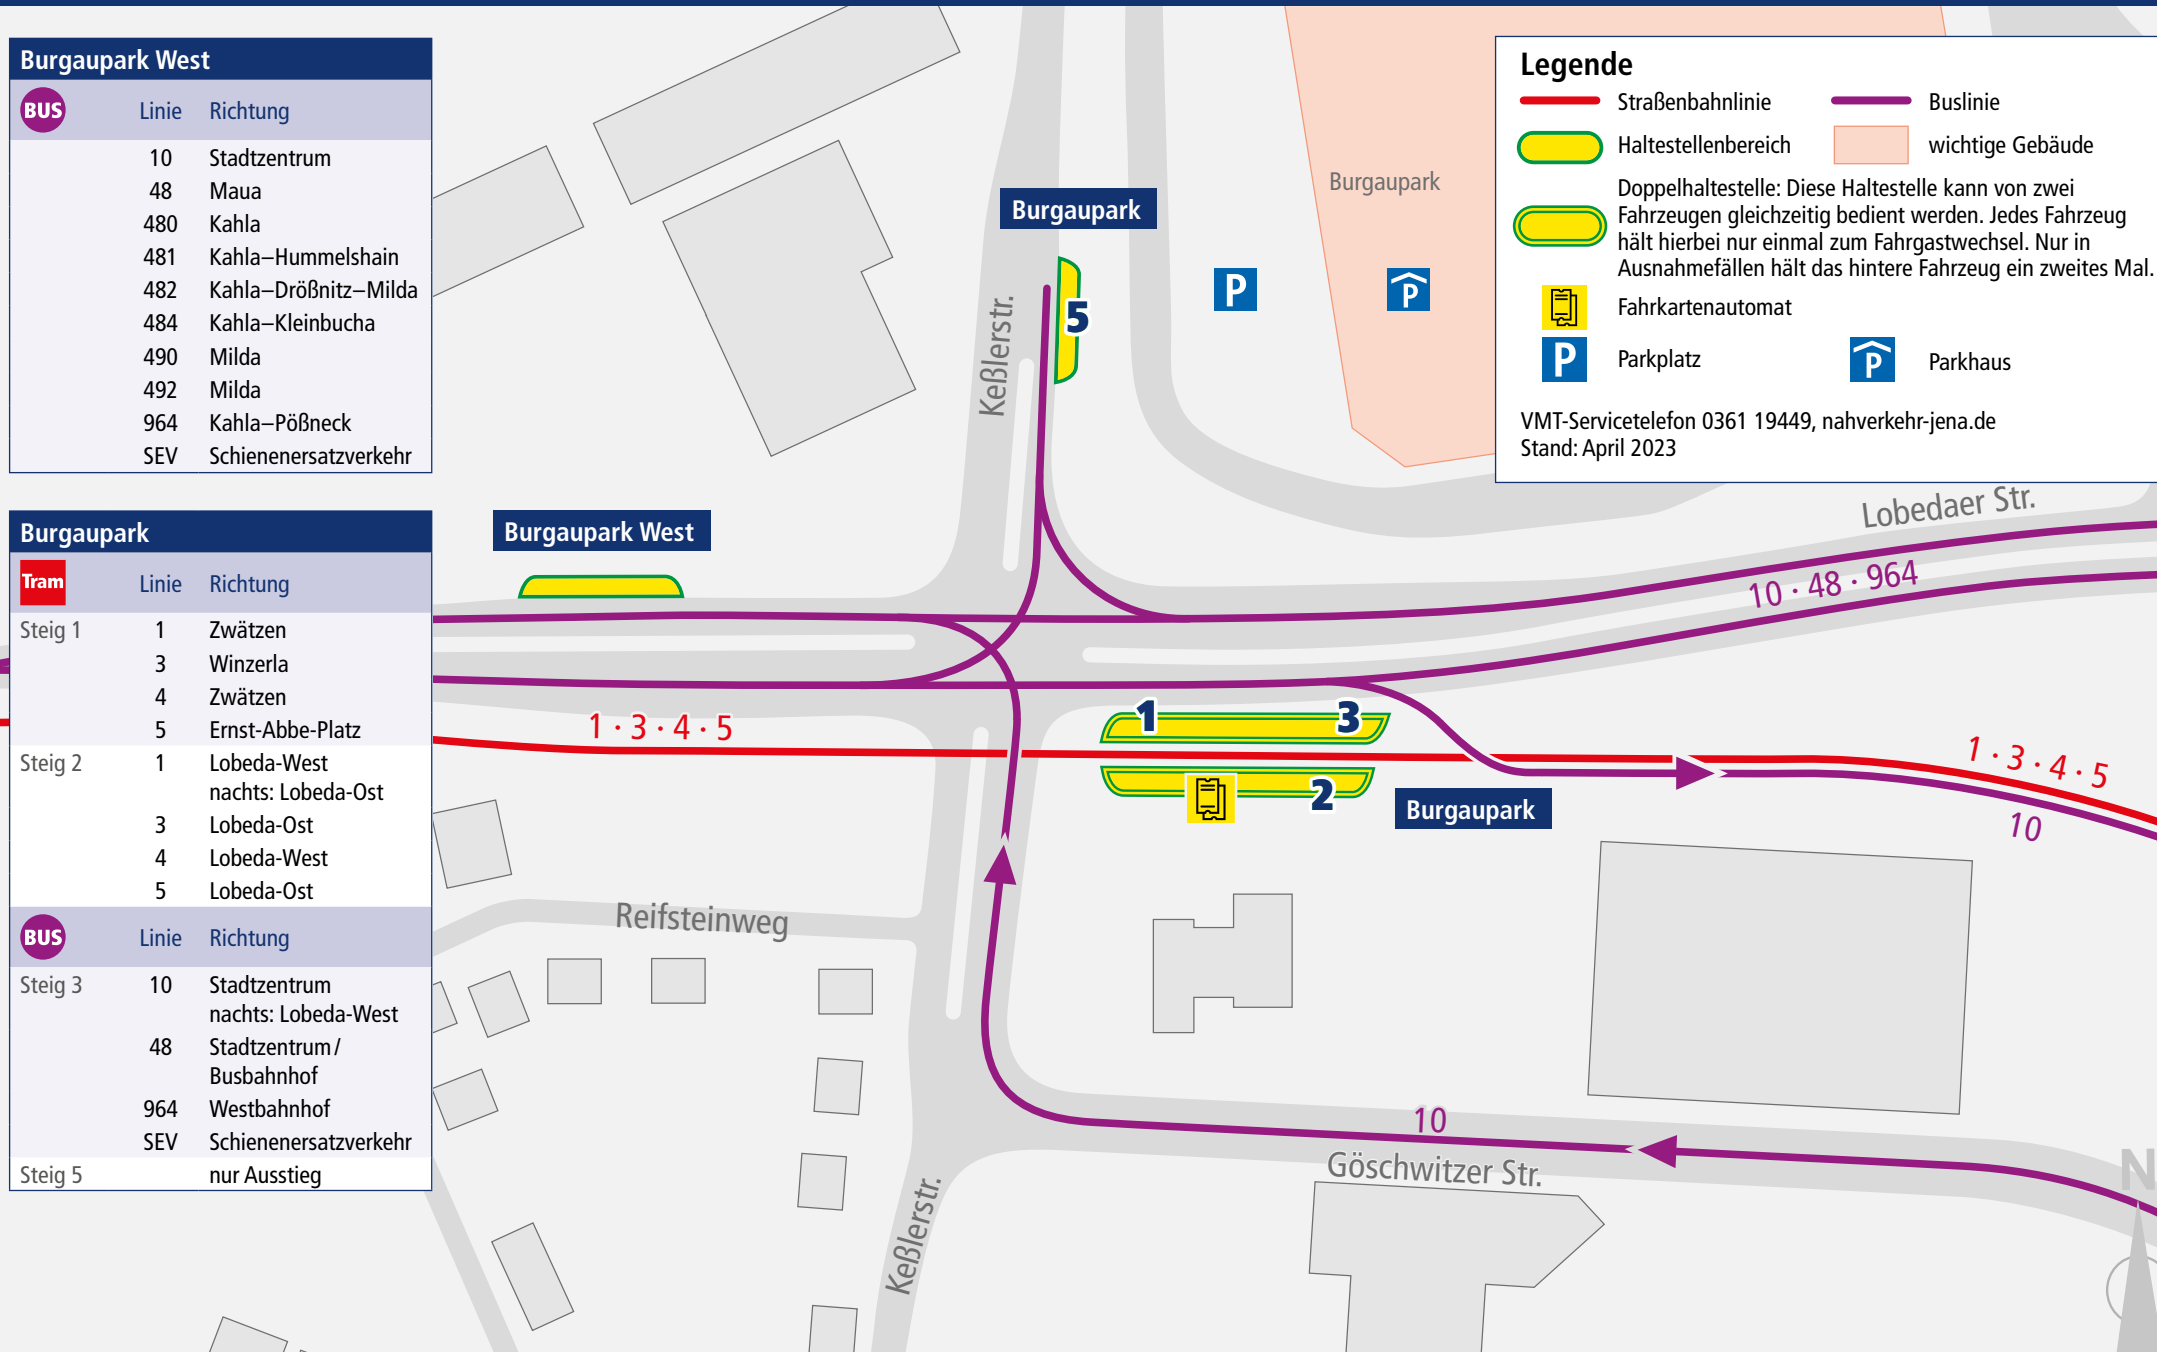 Burgaupark West
BUS Linie Richtung
10 Stadtzentrum
48 Maua
480 Kahla
481 Kahla–Hummelshain
482 Kahla–Drößnitz–Milda
484 Kahla–Kleinbucha
490 Milda
492 Milda
964 Kahla–Pößneck
SEV Schienenersatzverkehr
Burgaupark
Tram Linie Richtung
Steig 1 1 Zwätzen
3 Winzerla
4 Zwätzen
5 Ernst-Abbe-Platz
Steig 2 1 Lobeda-West
nachts: Lobeda-Ost
3 Lobeda-Ost
4 Lobeda-West
5 Lobeda-Ost
BUS Linie Richtung
Steig 3 10 Stadtzentrum
nachts: Lobeda-West
48 Stadtzentrum/
Busbahnhof
964 Westbahnhof
SEV Schienenersatzverkehr
Steig 5 nur Ausstieg
Legende
Straßenbahnlinie
Buslinie
Haltestellenbereich
wichtige Gebäude
Doppelhaltestelle: Diese Haltestelle kann von zwei
Fahrzeugen gleichzeitig bedient werden. Jedes Fahrzeug
hält hierbei nur einmal zum Fahrgastwechsel. Nur in
Ausnahmefällen hält das hintere Fahrzeug ein zweites Mal.
Fahrkartenautomat
P Parkplatz
P Parkhaus
VMT-Servicetelefon 0361 19449, nahverkehr-jena.de
Stand: April 2023
Burgaupark
Burgaupark
P
P
5
Keßlerstr.
Burgaupark West
Lobedaer Str.
10 · 48 · 964
1 · 3 · 4 · 5
1
3
2
Burgaupark
1 · 3 · 4 · 5
10
Reifsteinweg
10
Göschwitzer Str.
Keßlerstr.
N